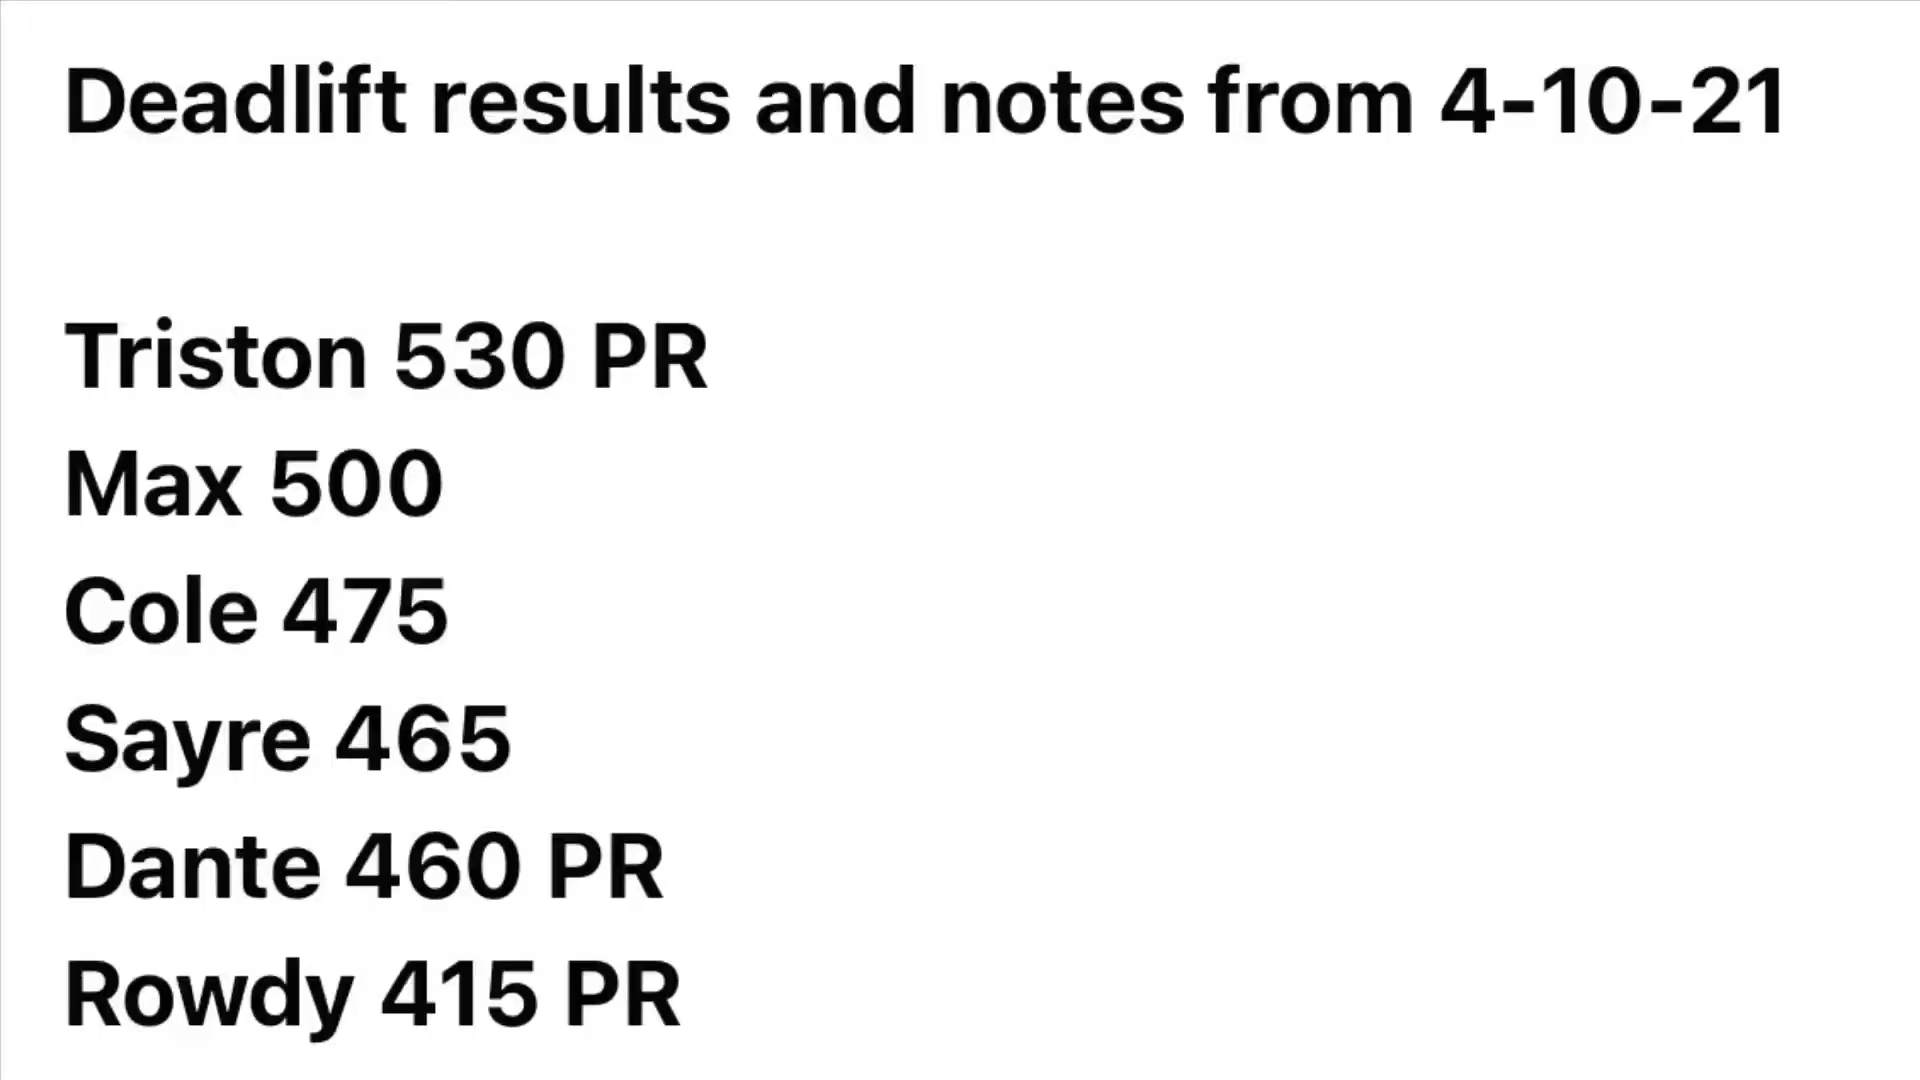 Deadlift results and notes from 4-10-21
Triston 530 PR
Max 500
Cole 475
Sayre 465
Dante 460 PR
Rowdy 415 PR